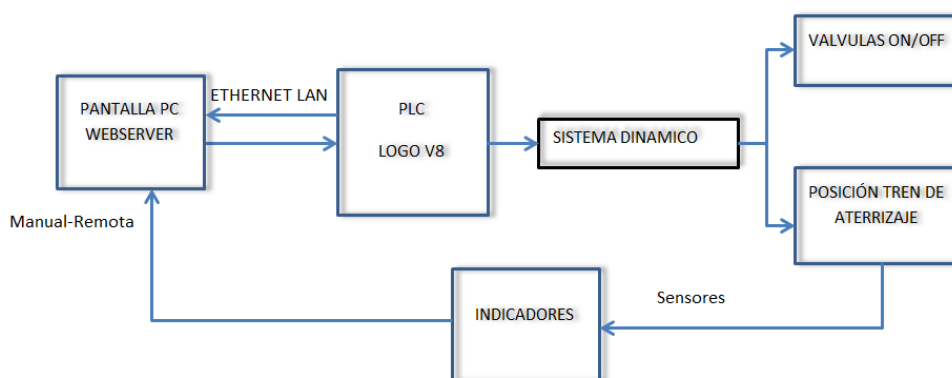 VALVULAS ON/OFF
ETHERNET LAN
PANTALLA PC
WEBSERVER
PLC
LOGO V8
SISTEMA DINAMICO
POSICIÓN TREN DE
ATERRIZAJE
Manual-Remota
Sensores
INDICADORES